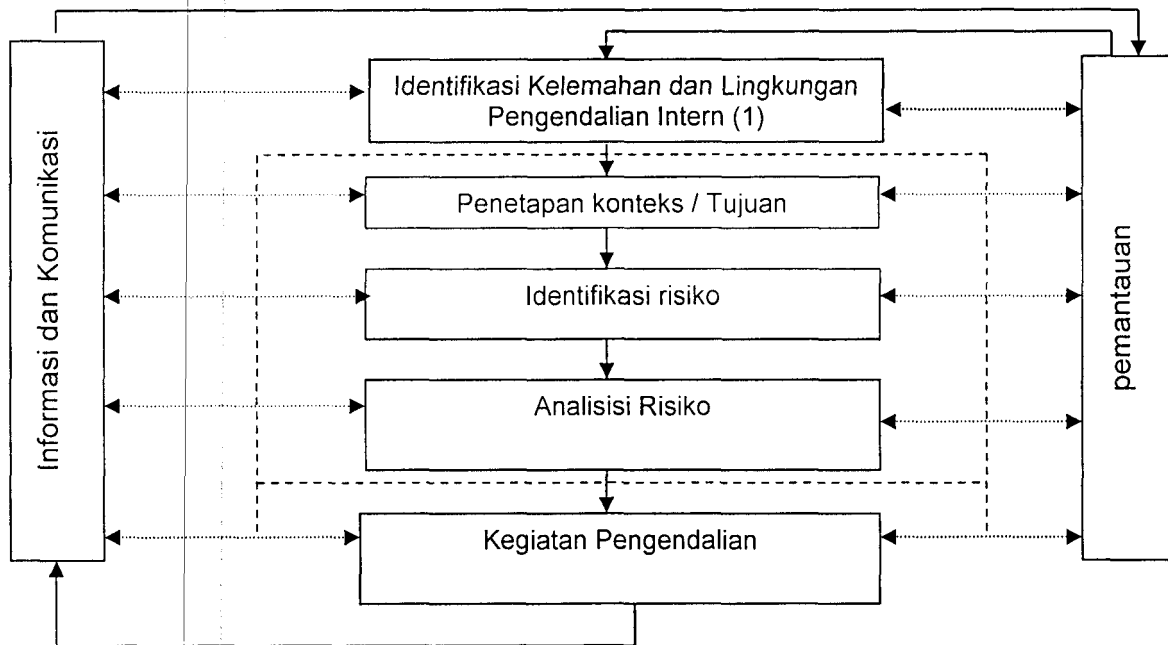 Informasi dan Komunikasi
Identifikasi Kelemahan dan Lingkungan
Pengendalian Intern (1)
Penetapan konteks / Tujuan
Identifikasi risiko
Analisisi Risiko
Kegiatan Pengendalian
pemantauan